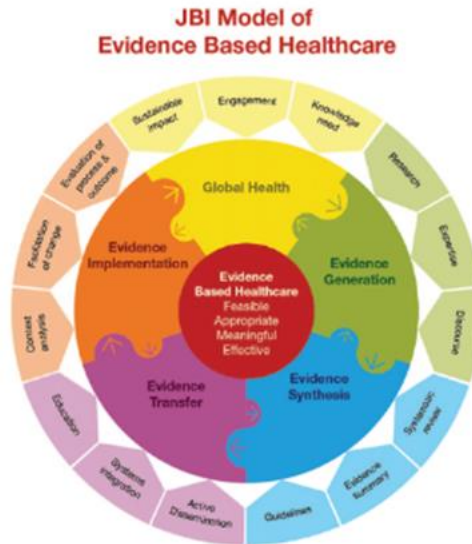 JBI Model of
Evidence Based Healthcare
Engagement
Knowledge
need
Research
Expertise
Discourse
Systematic
review
Evidence
summary
Guidelines
Active
Dissemination
Systems
integration
Education
Context
analysis
Facilitation
of change
Evaluation of
process &
outcome
Sustainable
impact
Global Health
Evidence
Generation
Evidence
Synthesis
Evidence
Transfer
Evidence
Implementation
Evidence
Based Healthcare
Feasible
Appropriate
Meaningful
Effective